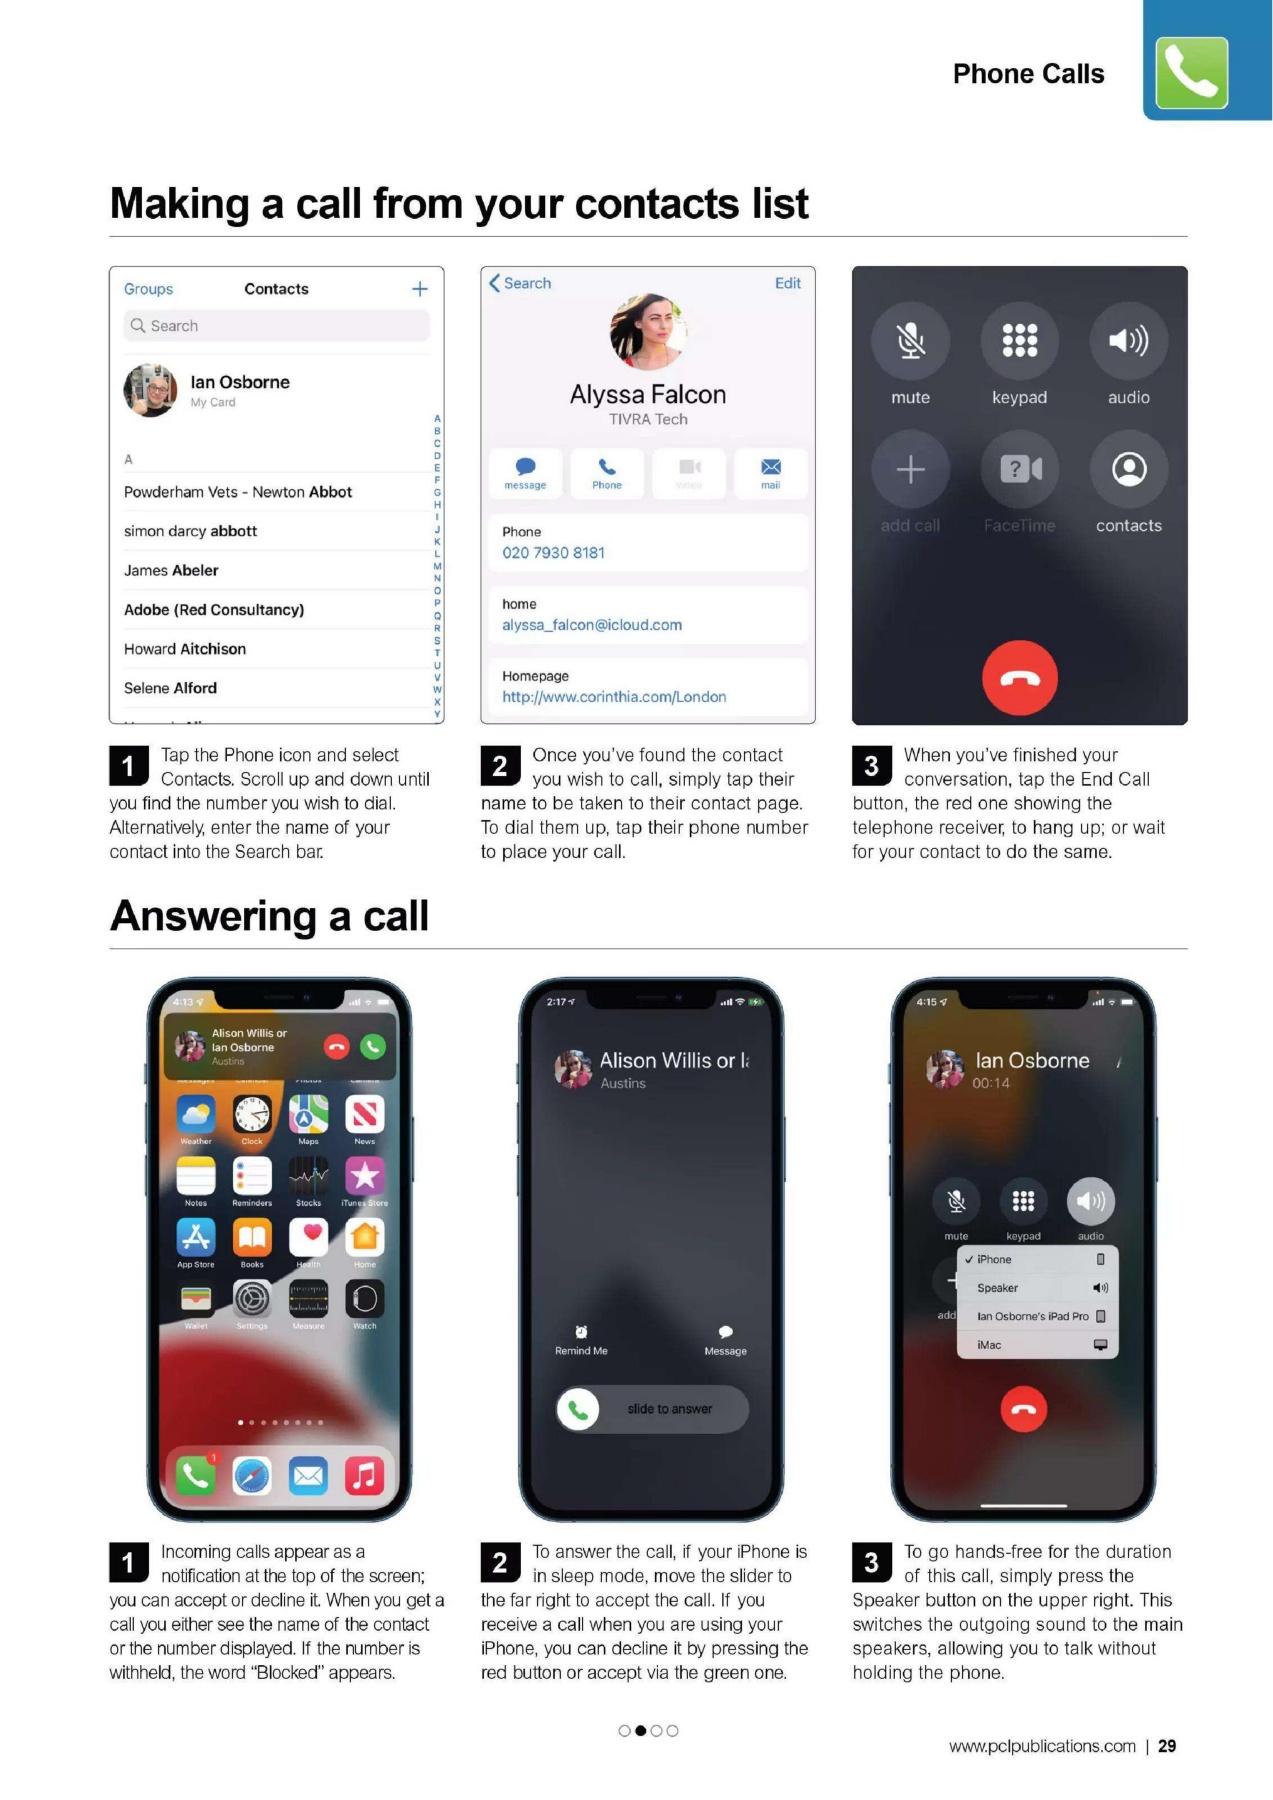 Phone Calls
Making a call from your contacts list
Groups
Contacts
+
Search
Ian Osborne
My Card
A
Powderham Vets - Newton Abbot
simon darcy abbott
James Abeler
Adobe (Red Consultancy)
Howard Aitchison
Selene Alford
A
B
C
D
E
F
G
H
I
J
K
L
M
N
O
P
Q
R
S
T
U
V
W
X
Y
Search
Edit
Alyssa Falcon
TIVRA Tech
message
Phone
video
mail
Phone
020 7930 8181
home
alyssa_falcon@icloud.com
Homepage
http://www.corinthia.com/London
mute
keypad
audio
add call
FaceTime
contacts
1 Tap the Phone icon and select
Contacts. Scroll up and down until
you find the number you wish to dial.
Alternatively, enter the name of your
contact into the Search bar.
2 Once you've found the contact
you wish to call, simply tap their
name to be taken to their contact page.
To dial them up, tap their phone number
to place your call.
3 When you've finished your
conversation, tap the End Call
button, the red one showing the
telephone receiver, to hang up; or wait
for your contact to do the same.
Answering a call
4:13
Alison Willis or
Ian Osborne
Austins
Messages
Calendar
Photos
Camera
Weather
Clock
Maps
News
Notes
Reminders
Stocks
iTunes Store
App Store
Books
Health
Home
Wallet
Settings
Measure
Watch
1
2:17
Alison Willis or Ia
Austins
Remind Me
Message
slide to answer
4:15
Ian Osborne
00:14
mute
keypad
audio
iPhone
Speaker
add
Ian Osborne's iPad Pro
iMac
1 Incoming calls appear as a
notification at the top of the screen;
you can accept or decline it. When you get a
call you either see the name of the contact
or the number displayed. If the number is
withheld, the word “Blocked” appears.
2 To answer the call, if your iPhone is
in sleep mode, move the slider to
the far right to accept the call. If you
receive a call when you are using your
iPhone, you can decline it by pressing the
red button or accept via the green one.
3 To go hands-free for the duration
of this call, simply press the
Speaker button on the upper right. This
switches the outgoing sound to the main
speakers, allowing you to talk without
holding the phone.
www.pclpublications.com | 29